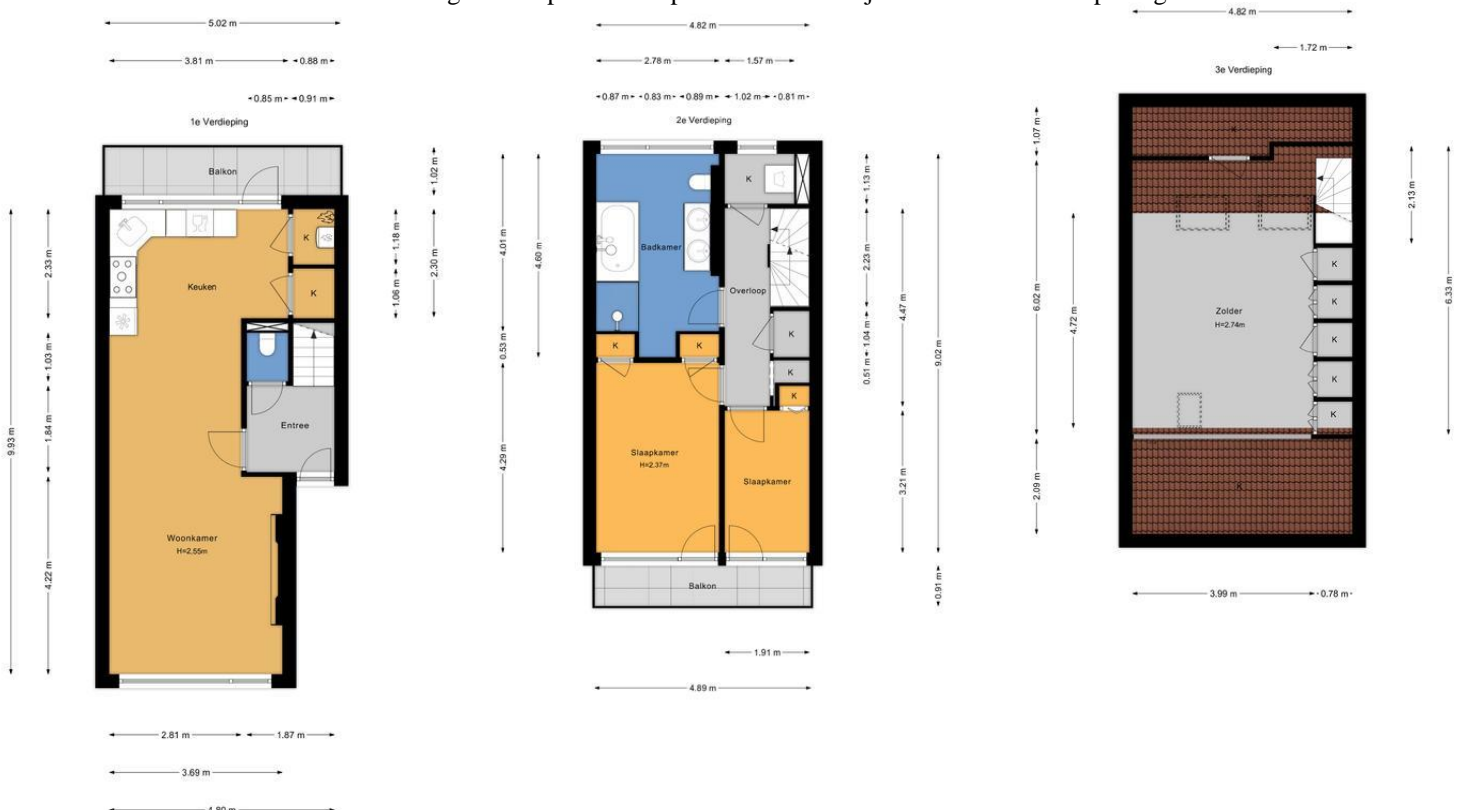 5.02 m
3.81 m
0.88 m
0.85 m
0.91 m
1e Verdieping
Balkon
1.02 m
K
K
Keuken
2.33 m
1.18 m
2.30 m
1.06 m
1.03 m
Entree
1.84 m
9.93 m
Woonkamer
H=2.55m
4.22 m
2.81 m
1.87 m
3.69 m
4.80 m
4.82 m
2.78 m
1.57 m
0.87 m
0.83 m
0.89 m
1.02 m
0.81 m
2e Verdieping
K
Badkamer
Overloop
4.01 m
4.60 m
1.13 m
2.23 m
4.47 m
9.02 m
K
K
K
K
K
0.53 m
1.04 m
0.51 m
Slaapkamer
H=2.37m
Slaapkamer
4.29 m
3.21 m
Balkon
0.91 m
1.91 m
4.89 m
4.82 m
1.72 m
3e Verdieping
K
1.07 m
2.13 m
6.02 m
4.72 m
6.33 m
Zolder
H=2.74m
K
K
K
K
K
K
2.09 m
3.99 m
0.78 m